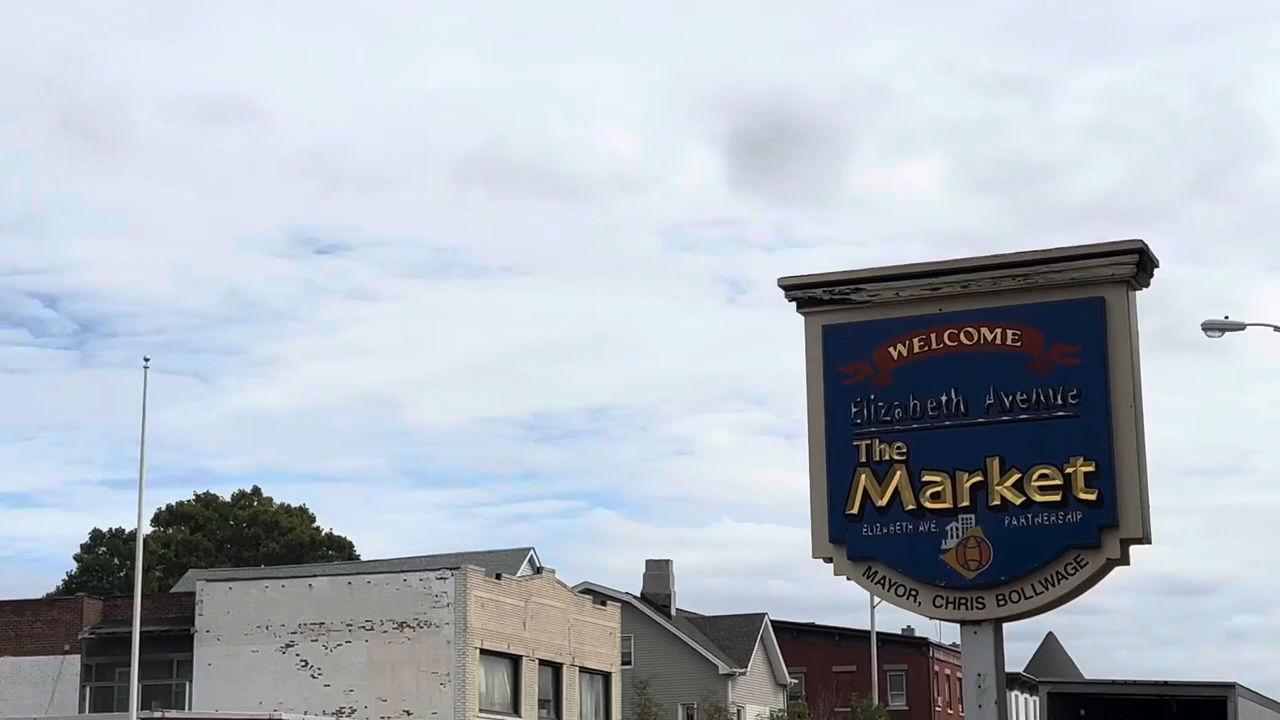 WELCOME
Elizabeth Avenue
The
Market
ELIZABETH AVE. PARTNERSHIP
MAYOR, CHRIS BOLLWAGE